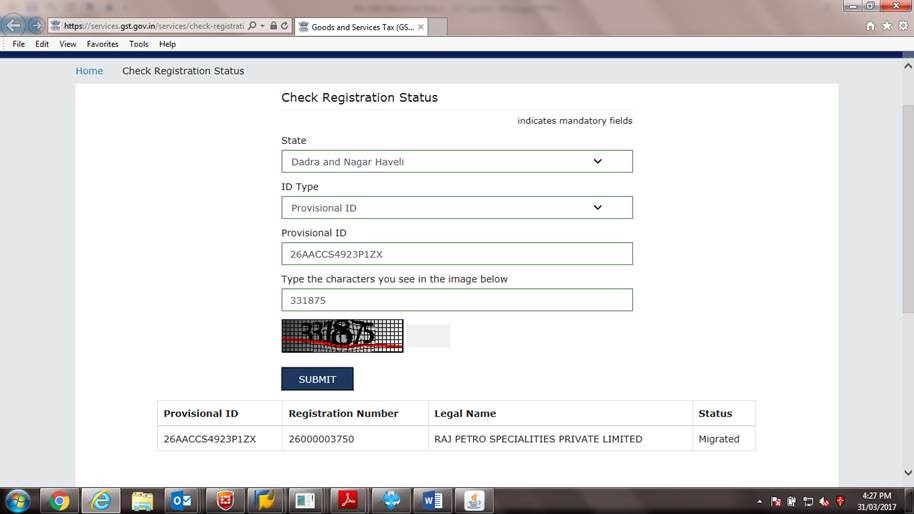 https://services.gst.gov.in/services/check-registrati
Goods and Services Tax (GS...
File Edit View Favorites Tools Help
Home Check Registration Status
Check Registration Status
indicates mandatory fields
State
Dadra and Nagar Haveli
ID Type
Provisional ID
Provisional ID
26AACCS4923P1ZX
Type the characters you see in the image below
331875
331875
SUBMIT
Provisional ID Registration Number Legal Name Status
26AACCS4923P1ZX 26000003750 RAJ PETRO SPECIALITIES PRIVATE LIMITED Migrated
4:27 PM
31/03/2017